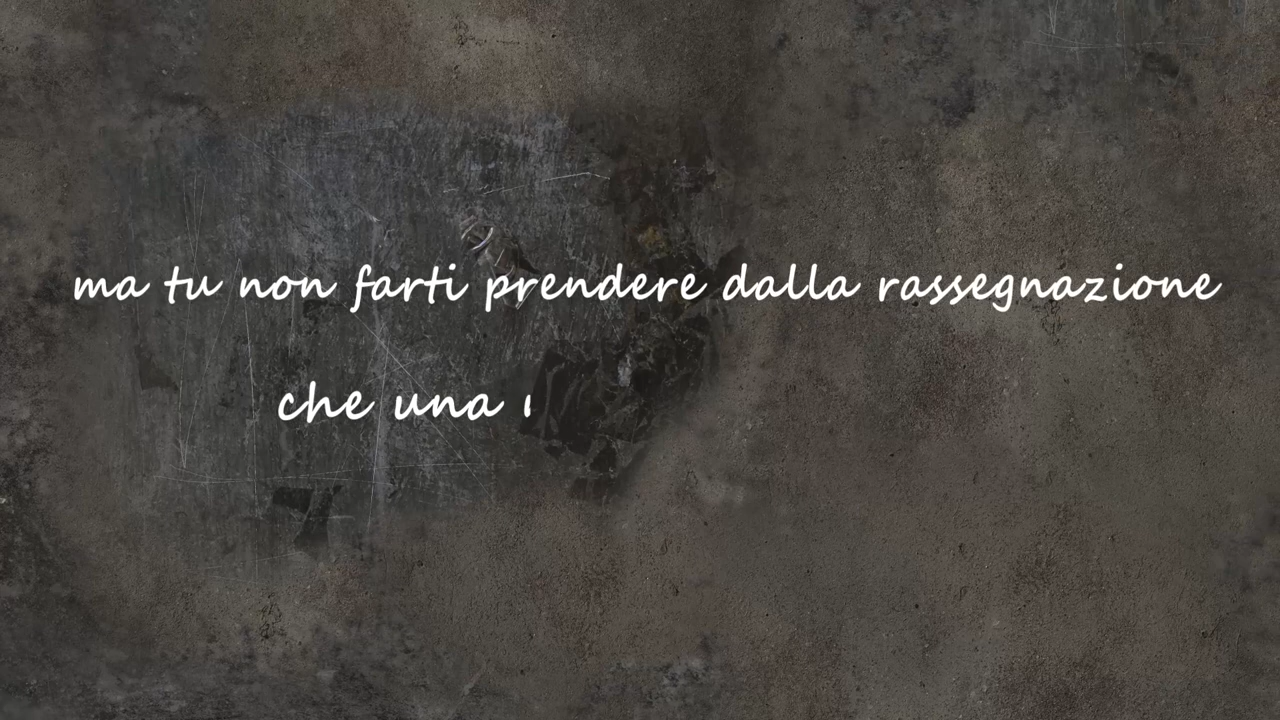 ma tu non farti prendere dalla rassegnazione
che una